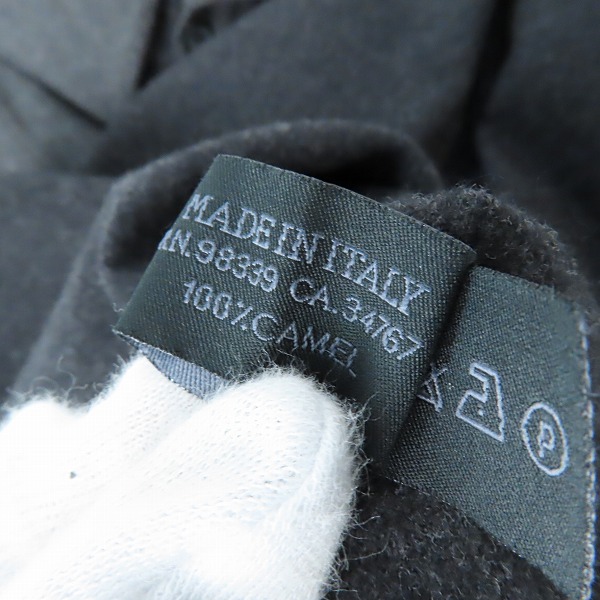 MADE IN ITALY
RN.98339 CA.34767
100% CAMEL
P